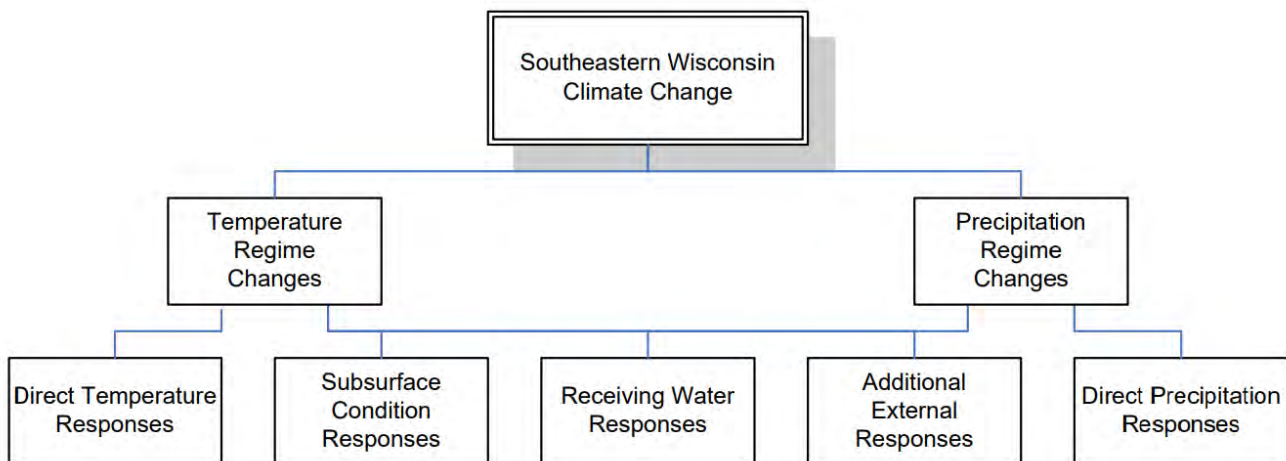 Southeastern Wisconsin
Climate Change
Temperature
Regime
Changes
Precipitation
Regime
Changes
Direct Temperature
Responses
Subsurface
Condition
Responses
Receiving Water
Responses
Additional
External
Responses
Direct Precipitation
Responses